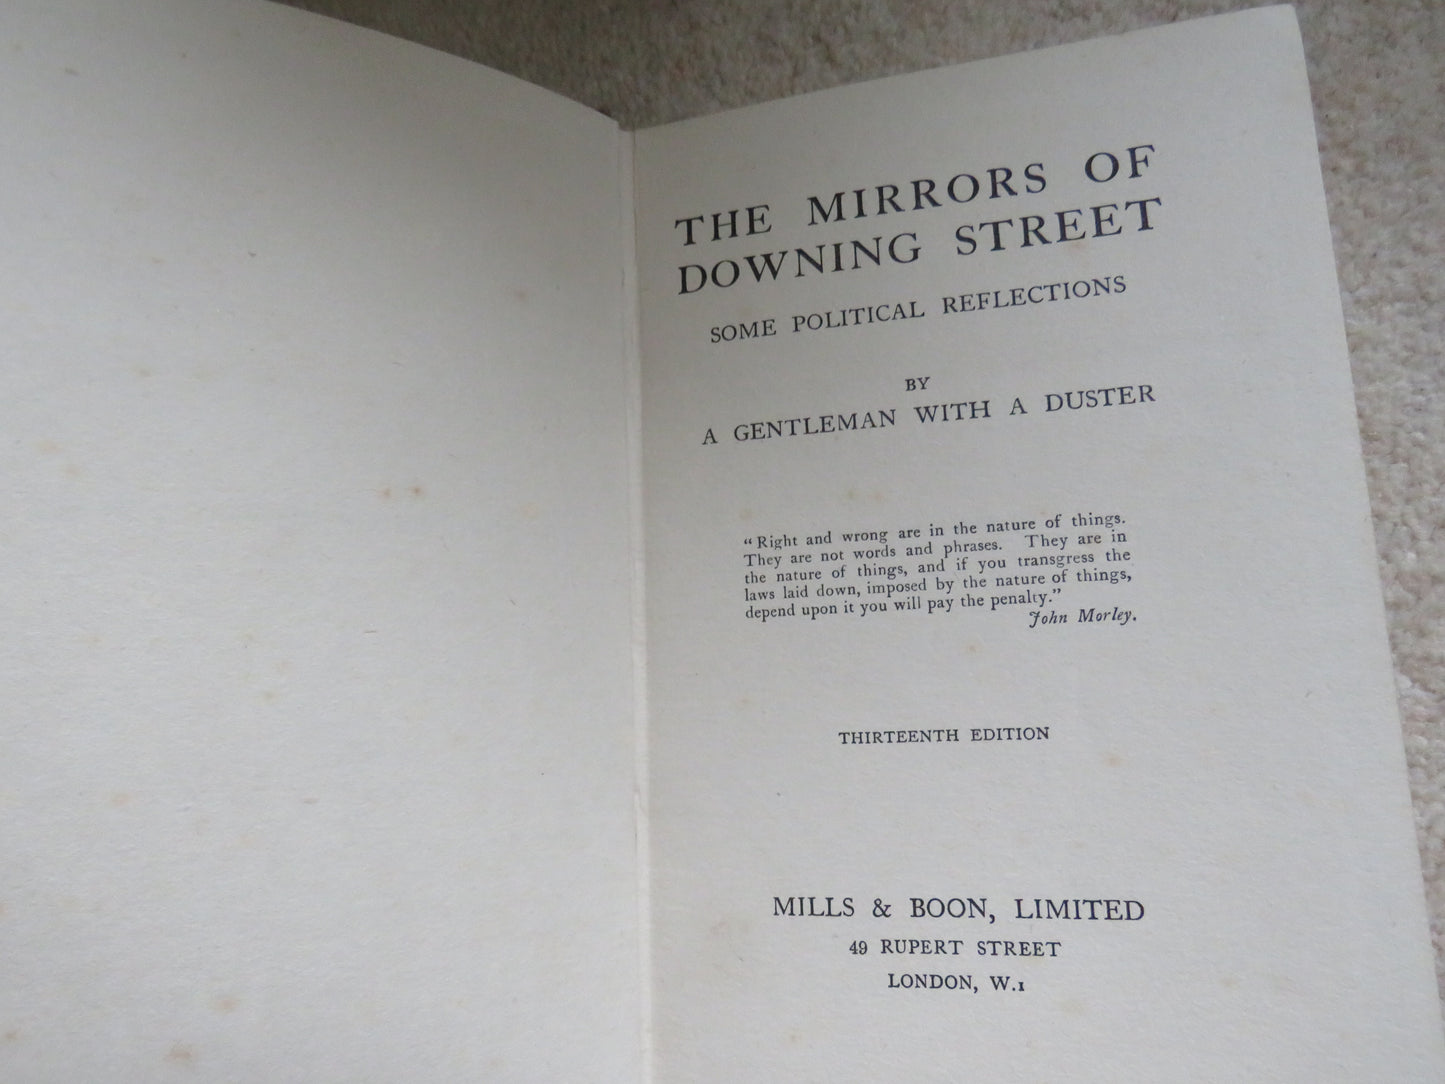 THE MIRRORS OF
DOWNING STREET
SOME POLITICAL REFLECTIONS
BY
A GENTLEMAN WITH A DUSTER
“Right and wrong are in the nature of things.
They are not words and phrases. They are in
the nature of things, and if you transgress the
laws laid down, imposed by the nature of things,
depend upon it you will pay the penalty.”
John Morley.
THIRTEENTH EDITION
MILLS & BOON, LIMITED
49 RUPERT STREET
LONDON, W.1